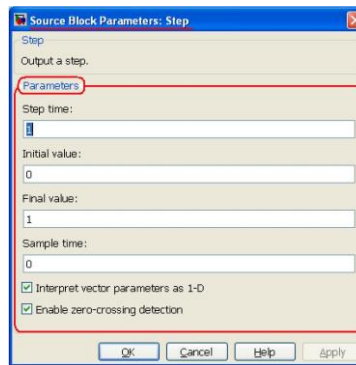 Source Block Parameters: Step
Step
Output a step.
Parameters
Step time:
1
Initial value:
0
Final value:
1
Sample time:
0
Interpret vector parameters as 1-D
Enable zero-crossing detection
OK Cancel Help Apply